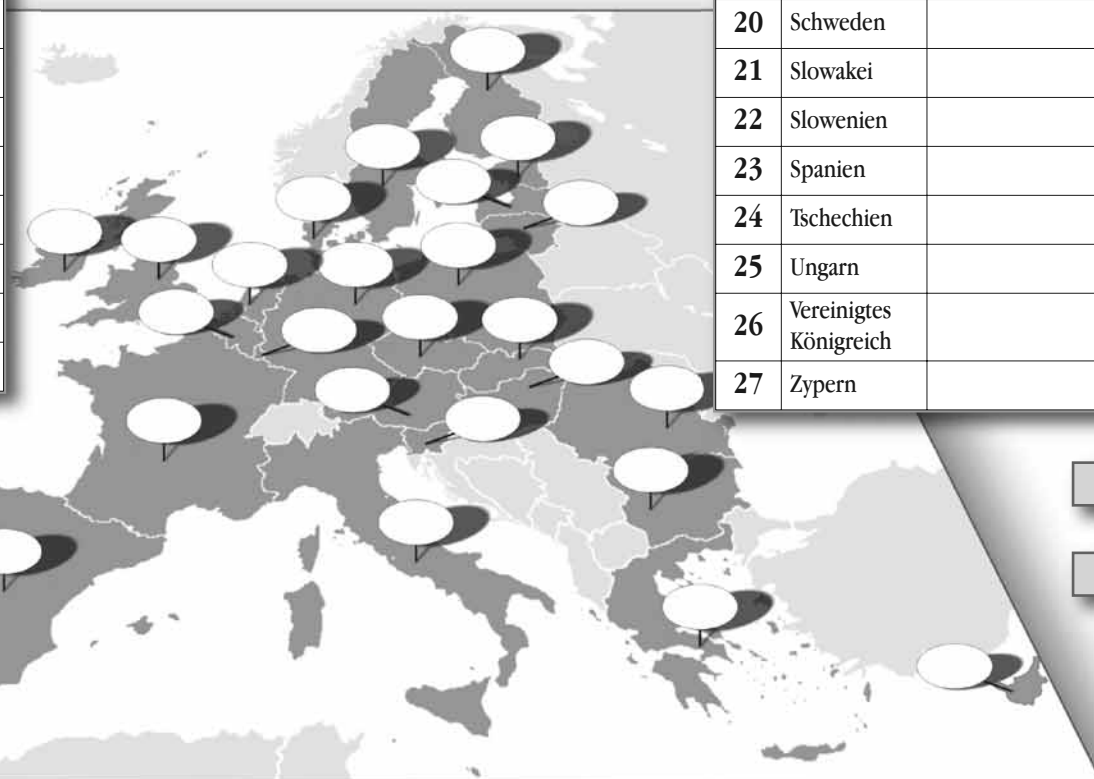 20 Schweden
21 Slowakei
22 Slowenien
23 Spanien
24 Tschechien
25 Ungarn
26 Vereinigtes
Königreich
27 Zypern